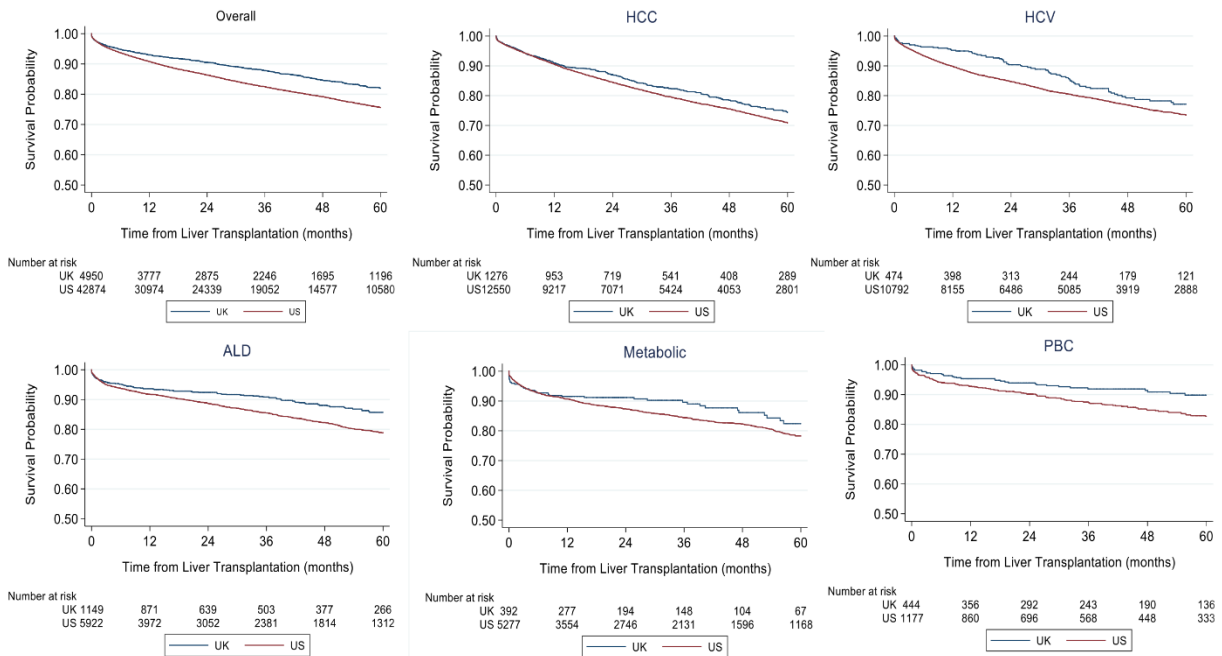 Overall
Survival Probability
1.00
0.90
0.80
0.70
0.60
0.50
0 12 24 36 48 60
Time from Liver Transplantation (months)
Number at risk
UK 4950 3777 2875 2246 1695 1196
US 42874 30974 24339 19052 14577 10580
UK US
HCC
Survival Probability
1.00
0.90
0.80
0.70
0.60
0.50
0 12 24 36 48 60
Time from Liver Transplantation (months)
Number at risk
UK 1276 953 719 541 408 289
US12550 9217 7071 5424 4053 2801
UK US
HCV
Survival Probability
1.00
0.90
0.80
0.70
0.60
0.50
0 12 24 36 48 60
Time from Liver Transplantation (months)
Number at risk
UK 474 398 313 244 179 121
US10792 8155 6486 5085 3919 2888
UK US
ALD
Survival Probability
1.00
0.90
0.80
0.70
0.60
0.50
0 12 24 36 48 60
Time from Liver Transplantation (months)
Number at risk
UK 1149 871 639 503 377 266
US 5922 3972 3052 2381 1814 1312
UK US
Metabolic
Survival Probability
1.00
0.90
0.80
0.70
0.60
0.50
0 12 24 36 48 60
Time from Liver Transplantation (months)
Number at risk
UK 392 277 194 148 104 67
US 5277 3554 2746 2131 1596 1168
UK US
PBC
Survival Probability
1.00
0.90
0.80
0.70
0.60
0.50
0 12 24 36 48 60
Time from Liver Transplantation (months)
Number at risk
UK 444 356 292 243 190 136
US 1177 860 696 568 448 333
UK US